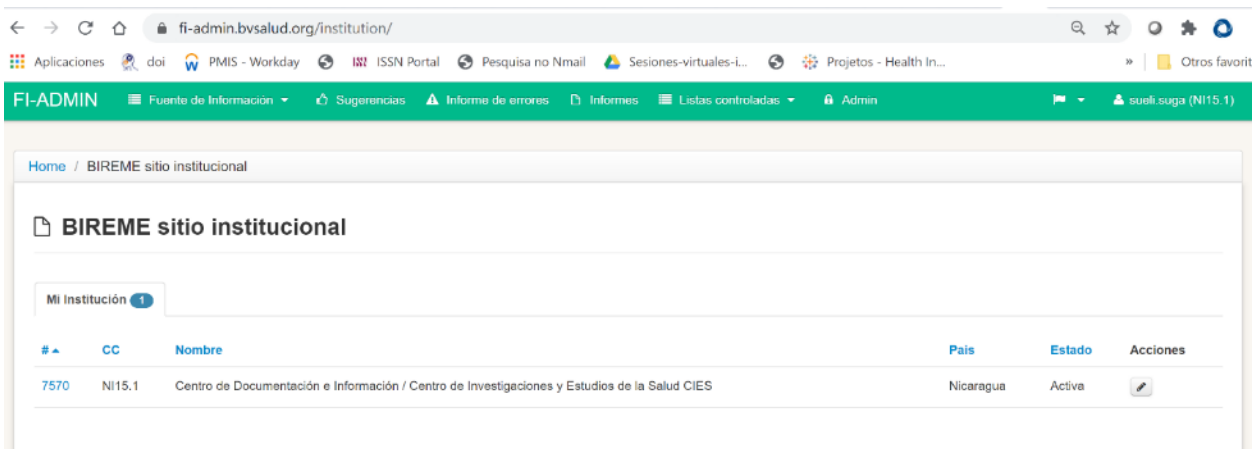 fi-admin.bvsalud.org/institution/
Aplicaciones doi PMIS - Workday ISSN Portal Pesquisa no Nmail Sesiones-virtuales-i... Projetos - Health In... » Otros favorit
FI-ADMIN Fuente de Información Sugerencias Informe de errores Informes Listas controladas Admin sueli.suga (NI15.1)
Home / BIREME sitio institucional
BIREME sitio institucional
Mi Institución 1
# CC Nombre País Estado Acciones
7570 NI15.1 Centro de Documentación e Información / Centro de Investigaciones y Estudios de la Salud CIES Nicaragua Activa